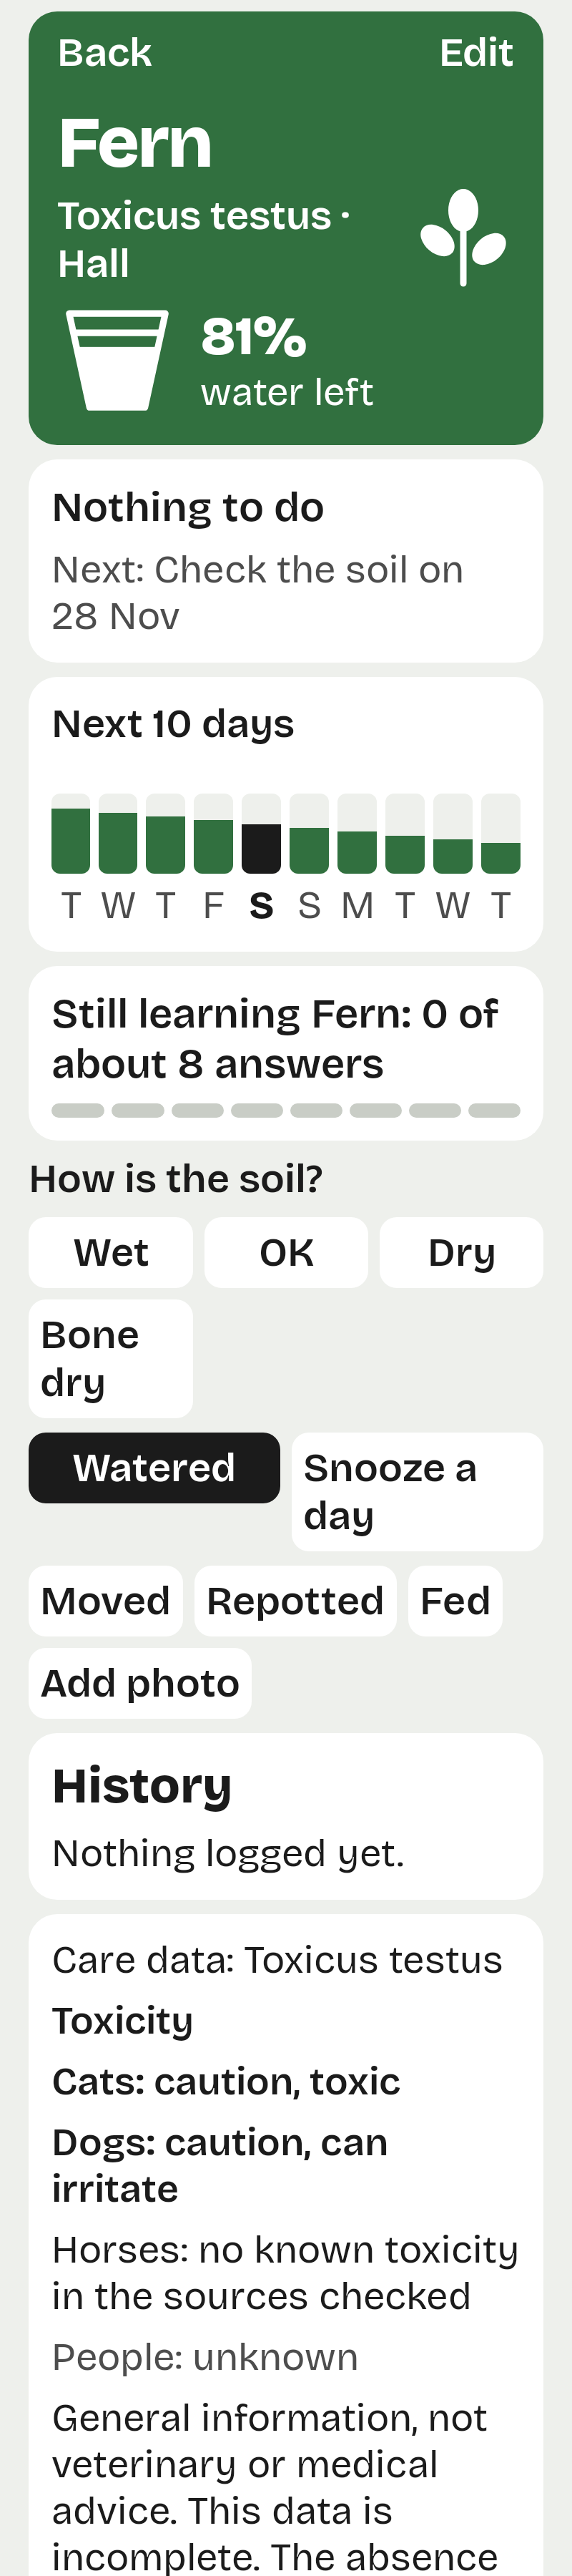 Back
Edit
Fern
Toxicus testus ·
Hall
81%
water left
Nothing to do
Next: Check the soil on
28 Nov
Next 10 days
T W T F S S M T W T
Still learning Fern: 0 of
about 8 answers
How is the soil?
Wet
OK
Dry
Bone
dry
Watered
Snooze a
day
Moved
Repotted
Fed
Add photo
History
Nothing logged yet.
Care data: Toxicus testus
Toxicity
Cats: caution, toxic
Dogs: caution, can
irritate
Horses: no known toxicity
in the sources checked
People: unknown
General information, not
veterinary or medical
advice. This data is
incomplete. The absence